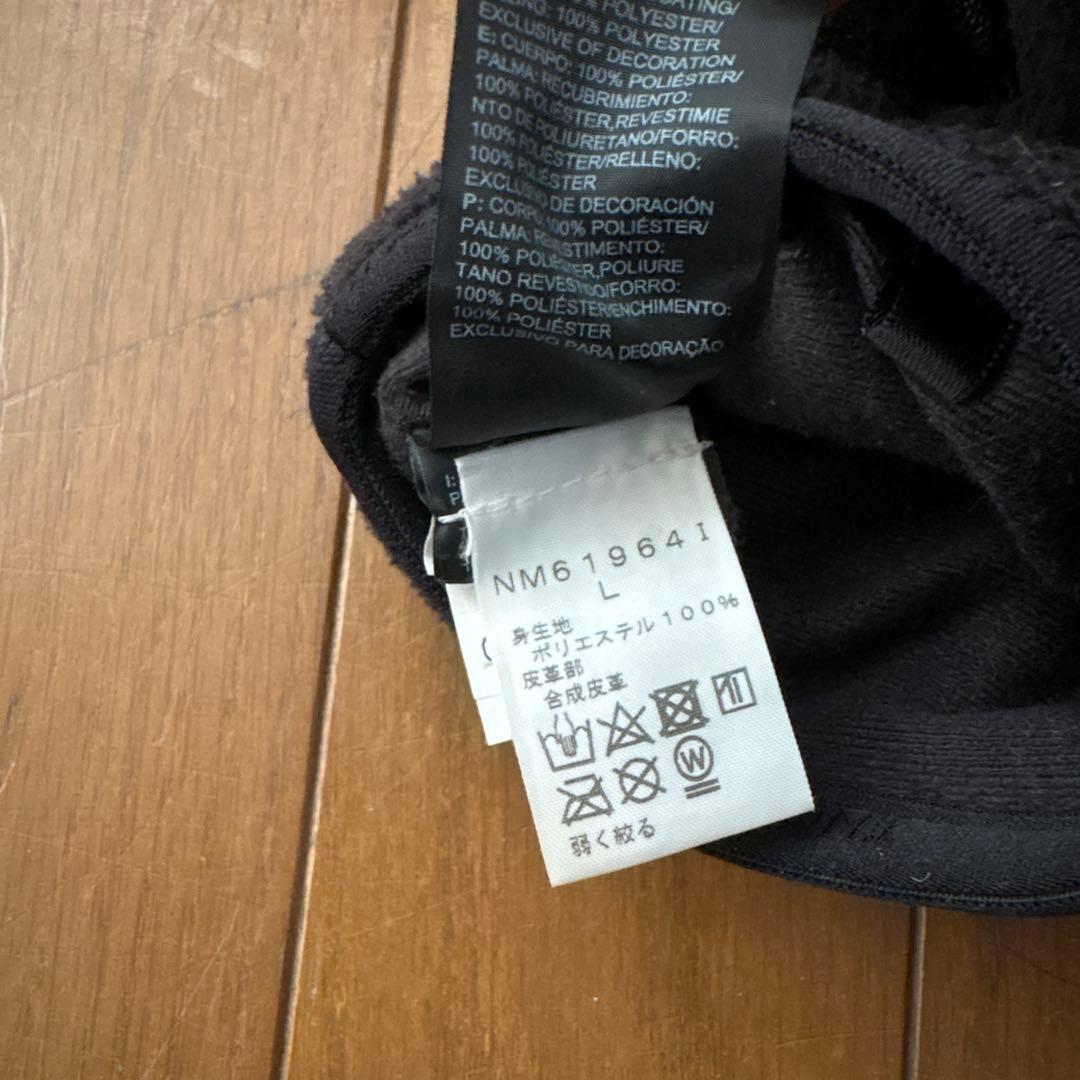 COATING/
100% POLYESTER/
EXCLUSIVE OF DECORATION
E: CUERPO: 100% POLIÉSTER/
PALMA: RECUBRIMIENTO:
100% POLIÉSTER,REVESTIMIE
NTO DE POLIURETANO/FORRO:
100% POLIÉSTER/RELLENO:
100% POLIÉSTER
EXCLUSIVO DE DECORACIÓN
P: CORPO: 100% POLIÉSTER/
PALMA: REVESTIMENTO:
100% POLIÉSTER,POLIURE
TANO REVESTIDO/FORRO:
100% POLIÉSTER/ENCHIMENTO:
100% POLIÉSTER
EXCLUSIVO PARA DECORAÇÃO
NM61964I
L
身生地
ポリエステル100%
皮革部
合成皮革
W
弱く絞る